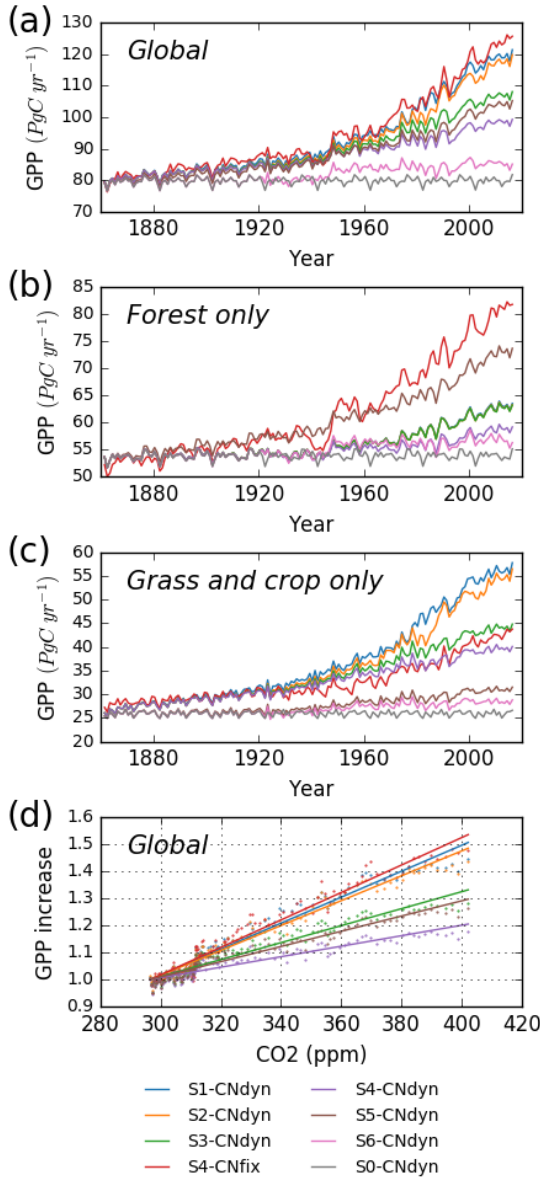 (a)
Global
130
120
110
100
90
80
70
GPP (PgC yr⁻¹)
1880 1920 1960 2000
Year
(b)
Forest only
85
80
75
70
65
60
55
50
GPP (PgC yr⁻¹)
1880 1920 1960 2000
Year
(c)
Grass and crop only
60
55
50
45
40
35
30
25
20
GPP (PgC yr⁻¹)
1880 1920 1960 2000
Year
(d)
Global
1.6
1.5
1.4
1.3
1.2
1.1
1.0
0.9
GPP increase
280 300 320 340 360 380 400 420
CO2 (ppm)
S1-CNdyn S4-CNdyn
S2-CNdyn S5-CNdyn
S3-CNdyn S6-CNdyn
S4-CNfix S0-CNdyn